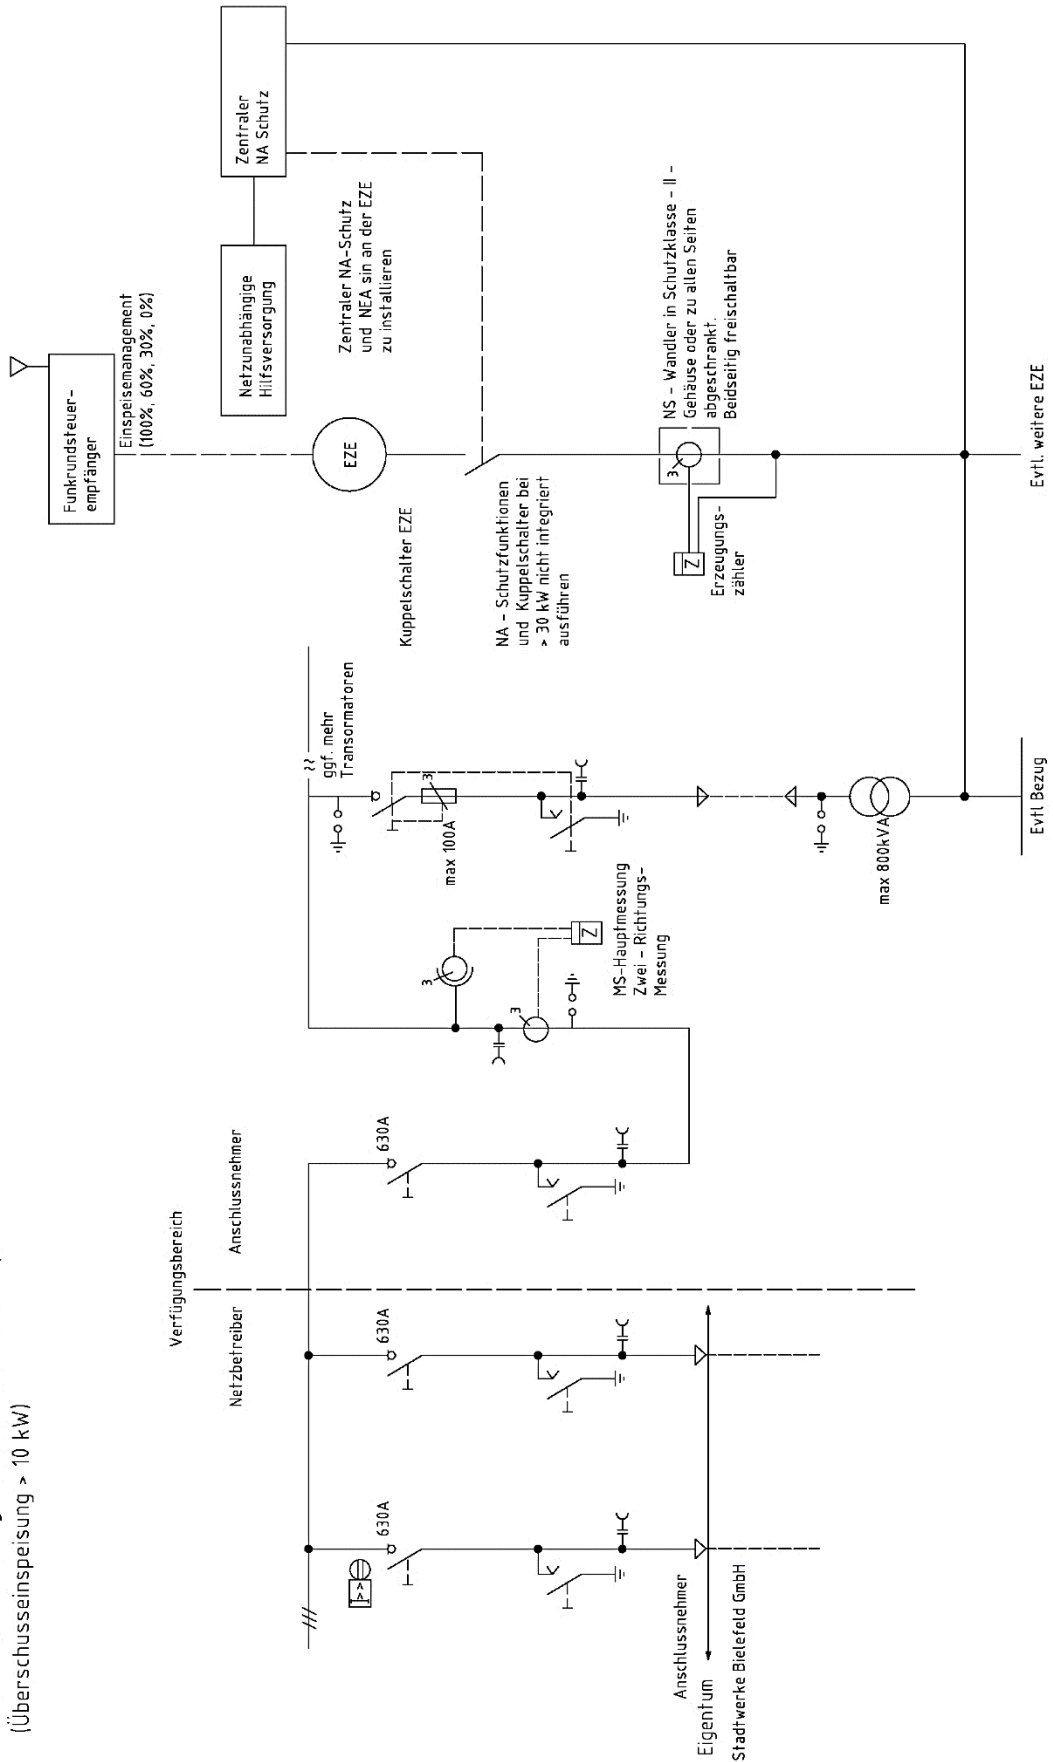 (Überschusseinspeisung > 10 kW)
Verfügungsbereich
Netzbetreiber
Anschlussnehmer
630A
630A
630A
I>>
Anschlussnehmer
Eigentum
Stadtwerke Bielefeld GmbH
3
3
Z
MS-Hauptmessung
Zwei - Richtungs-
Messung
ggf. mehr
Transormatoren
3
max 100A
max 800kVA
Evtl Bezug
Funkrundsteuer-
empfänger
Einspeisemanagement
(100%, 60%, 30%, 0%)
Netzunabhängige
Hilfsversorgung
Zentraler
NA Schutz
EZE
Zentraler NA-Schutz
und NEA sin an der EZE
zu installieren
Kuppelschalter EZE
NA - Schutzfunktionen
und Kuppelschalter bei
> 30 kW nicht integriert
ausführen
3
NS - Wandler in Schutzklasse - II -
Gehäuse oder zu allen Seiten
abgeschrankt.
Beidseitig freischaltbar
Z
Erzeugungs-
zähler
Evtl. weitere EZE